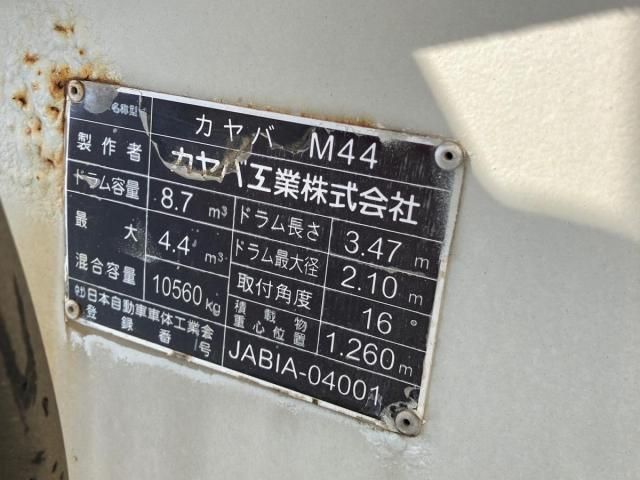 名称型 カヤバ M44
製作者 カヤバ工業株式会社
ドラム容量 8.7 m³ ドラム長さ 3.47 m
最大混合容量 4.4 m³ ドラム最大径 2.10 m
10560 kg 取付角度 16 °
積載物重心位置 1.260 m
(社)日本自動車車体工業会
登録番号 JABIA-04001